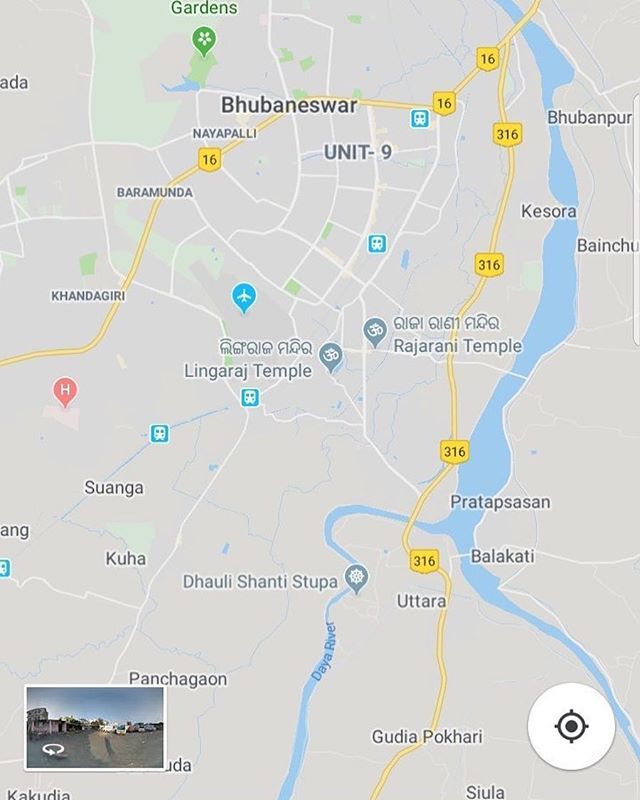 Gardens
ada
16
Bhubaneswar
16
Bhubanpur
NAYAPALLI
316
UNIT- 9
16
BARAMUNDA
Kesora
Bainchu
316
KHANDAGIRI
ଲିଙ୍ଗରାଜ ମନ୍ଦିର
Lingaraj Temple
ରାଜା ରାଣୀ ମନ୍ଦିର
Rajarani Temple
H
316
Suanga
Pratapsasan
ang
Kuha
Balakati
316
Dhauli Shanti Stupa
Uttara
Daya River
Panchagaon
Gudia Pokhari
uda
Kakudia
Siula